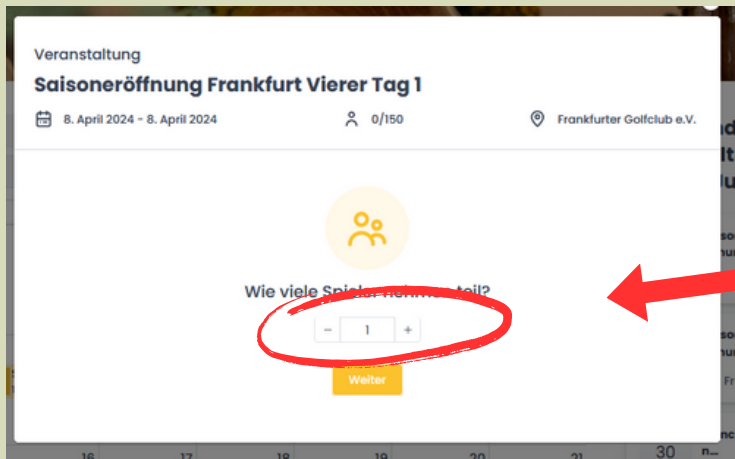 Veranstaltung
Saisoneröffnung Frankfurt Vierer Tag 1
8. April 2024 - 8. April 2024
0/150
Frankfurter Golfclub e.V.
Wie viele Spieler nehmen teil?
- 1 +
Weiter
16 17 18 19 20 21 30 n...